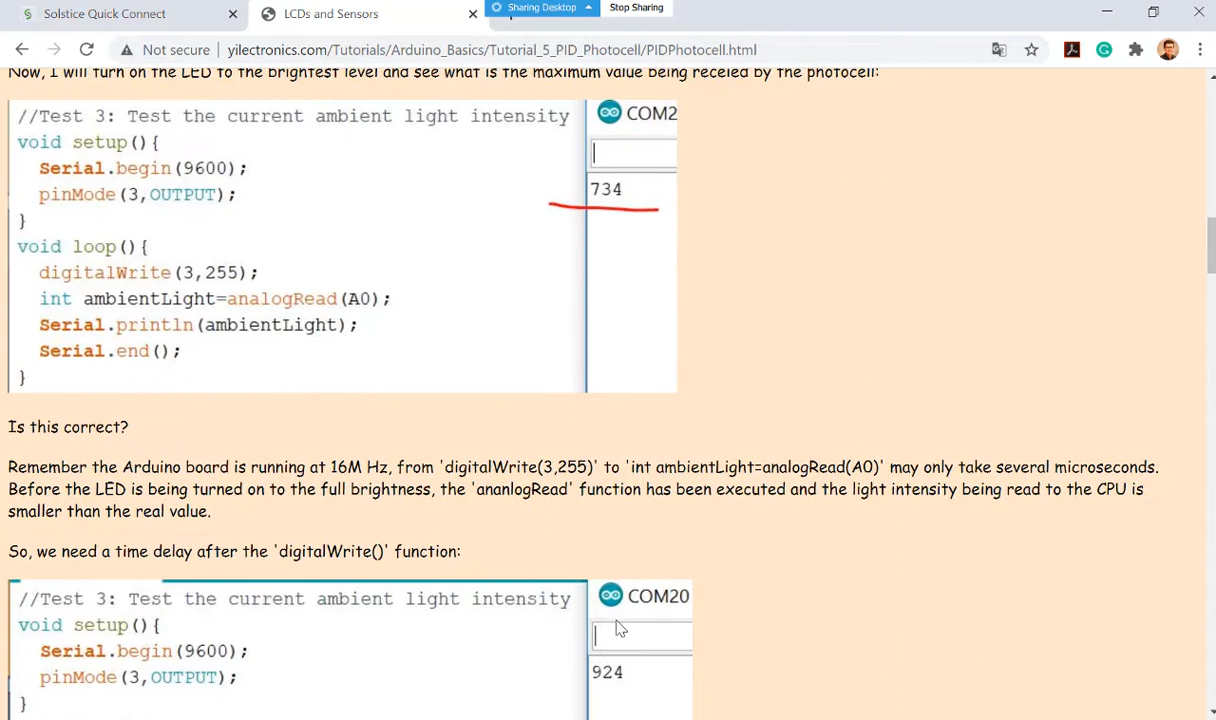 Solstice Quick Connect
LCDs and Sensors
Sharing Desktop
Stop Sharing
Not secure
yilectronics.com/Tutorials/Arduino_Basics/Tutorial_5_PID_Photocell/PIDPhotocell.html
Now, I will turn on the LED to the brightest level and see what is the maximum value being receled by the photocell:
//Test 3: Test the current ambient light intensity
void setup(){
Serial.begin(9600);
pinMode(3,OUTPUT);
}
void loop(){
digitalWrite(3,255);
int ambientLight=analogRead(A0);
Serial.println(ambientLight);
Serial.end();
}
COM2
734
Is this correct?
Remember the Arduino board is running at 16M Hz, from 'digitalWrite(3,255)' to 'int ambientLight=analogRead(A0)' may only take several microseconds.
Before the LED is being turned on to the full brightness, the 'ananlogRead' function has been executed and the light intensity being read to the CPU is
smaller than the real value.
So, we need a time delay after the 'digitalWrite()' function:
//Test 3: Test the current ambient light intensity
void setup(){
Serial.begin(9600);
pinMode(3,OUTPUT);
}
COM20
924